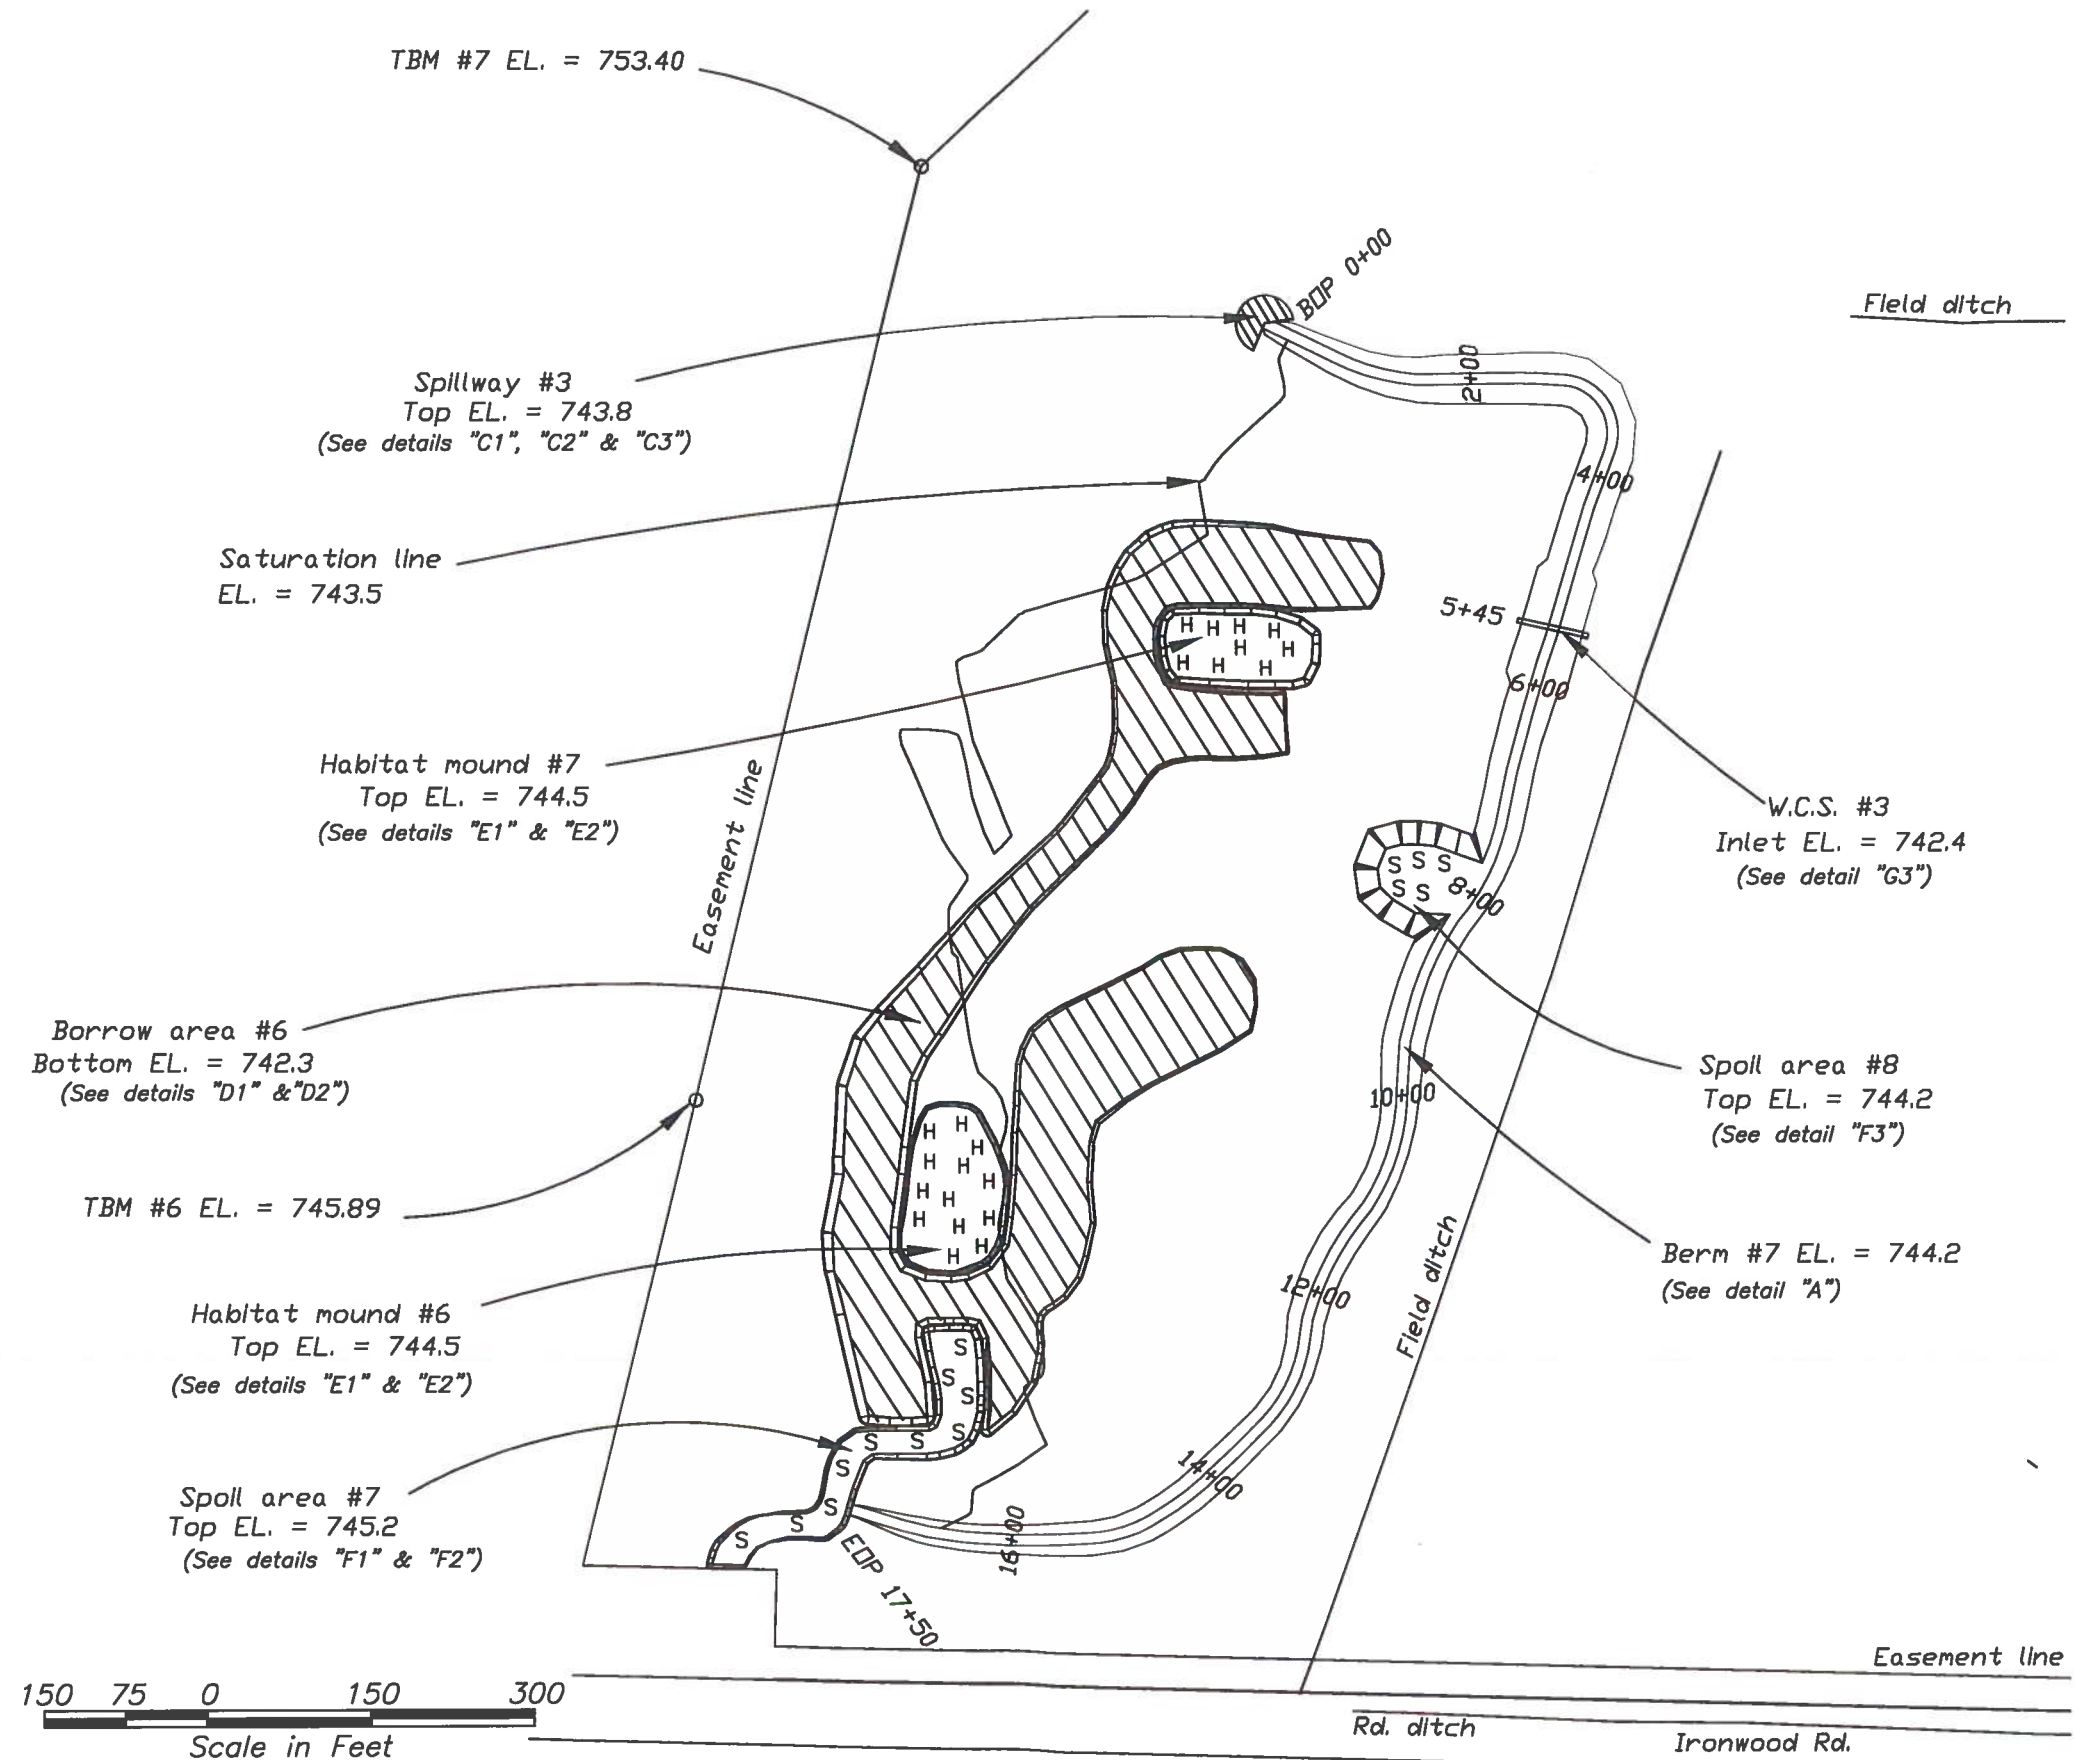 TBM #7 EL. = 753.40
BOP 0+00
Field ditch
Spillway #3
Top EL. = 743.8
(See details "C1", "C2" & "C3")
2+00
4+00
Saturation line
EL. = 743.5
5+45
H H H H
H H
H H H
6+00
Habitat mound #7
Top EL. = 744.5
(See details "E1" & "E2")
Easement line
W.C.S. #3
Inlet EL. = 742.4
(See detail "G3")
S S S
S S
8+00
Borrow area #6
Bottom EL. = 742.3
(See details "D1" &"D2")
Spoil area #8
Top EL. = 744.2
(See detail "F3")
10+00
H H
H
H H
H
H H
H H
H
H H
TBM #6 EL. = 745.89
Berm #7 EL. = 744.2
(See detail "A")
Field ditch
12+00
Habitat mound #6
Top EL. = 744.5
(See details "E1" & "E2")
S
S
S
S S S
S
S
S
S
14+00
Spoil area #7
Top EL. = 745.2
(See details "F1" & "F2")
16+00
EOP 17+50
Easement line
150 75 0 150 300
Scale in Feet
Rd. ditch
Ironwood Rd.